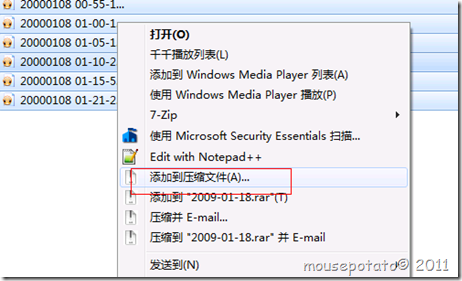 20000108 00-55-1...
20000108 01-00-1
20000108 01-05-1
20000108 01-10-2
20000108 01-15-5
20000108 01-21-2
打开(O)
千千播放列表(L)
添加到 Windows Media Player 列表(A)
使用 Windows Media Player 播放(P)
7-Zip
使用 Microsoft Security Essentials 扫描...
Edit with Notepad++
添加到压缩文件(A)...
添加到 "2009-01-18.rar"(T)
压缩并 E-mail...
压缩到 "2009-01-18.rar" 并 E-mail
发送到(N)
mousepotato© 2011